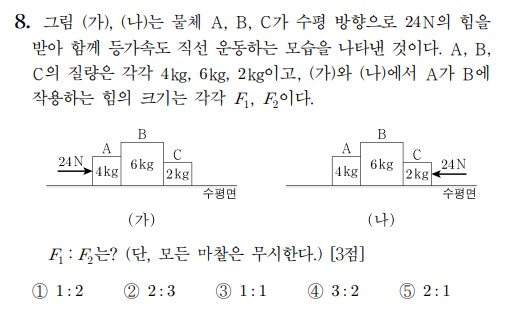 8. 그림 (가), (나)는 물체 A, B, C가 수평 방향으로 24N의 힘을
받아 함께 등가속도 직선 운동하는 모습을 나타낸 것이다. A, B,
C의 질량은 각각 4kg, 6kg, 2kg이고, (가)와 (나)에서 A가 B에
작용하는 힘의 크기는 각각 F₁, F₂이다.
24N A 4kg B 6kg C 2kg 수평면
(가)
A 4kg B 6kg C 2kg 24N 수평면
(나)
F₁ : F₂는? (단, 모든 마찰은 무시한다.) [3점]
① 1 : 2 ② 2 : 3 ③ 1 : 1 ④ 3 : 2 ⑤ 2 : 1